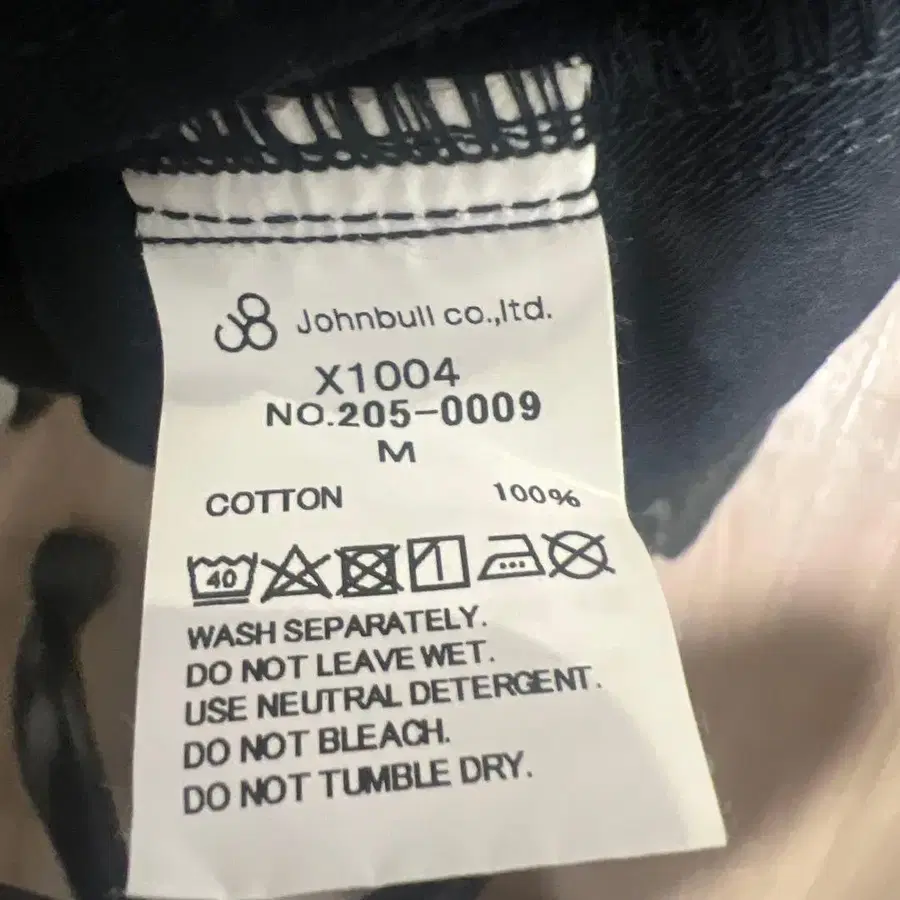 Johnbull co.,ltd.
X1004
NO.205-0009
M
COTTON 100%
40
WASH SEPARATELY.
DO NOT LEAVE WET.
USE NEUTRAL DETERGENT.
DO NOT BLEACH.
DO NOT TUMBLE DRY.